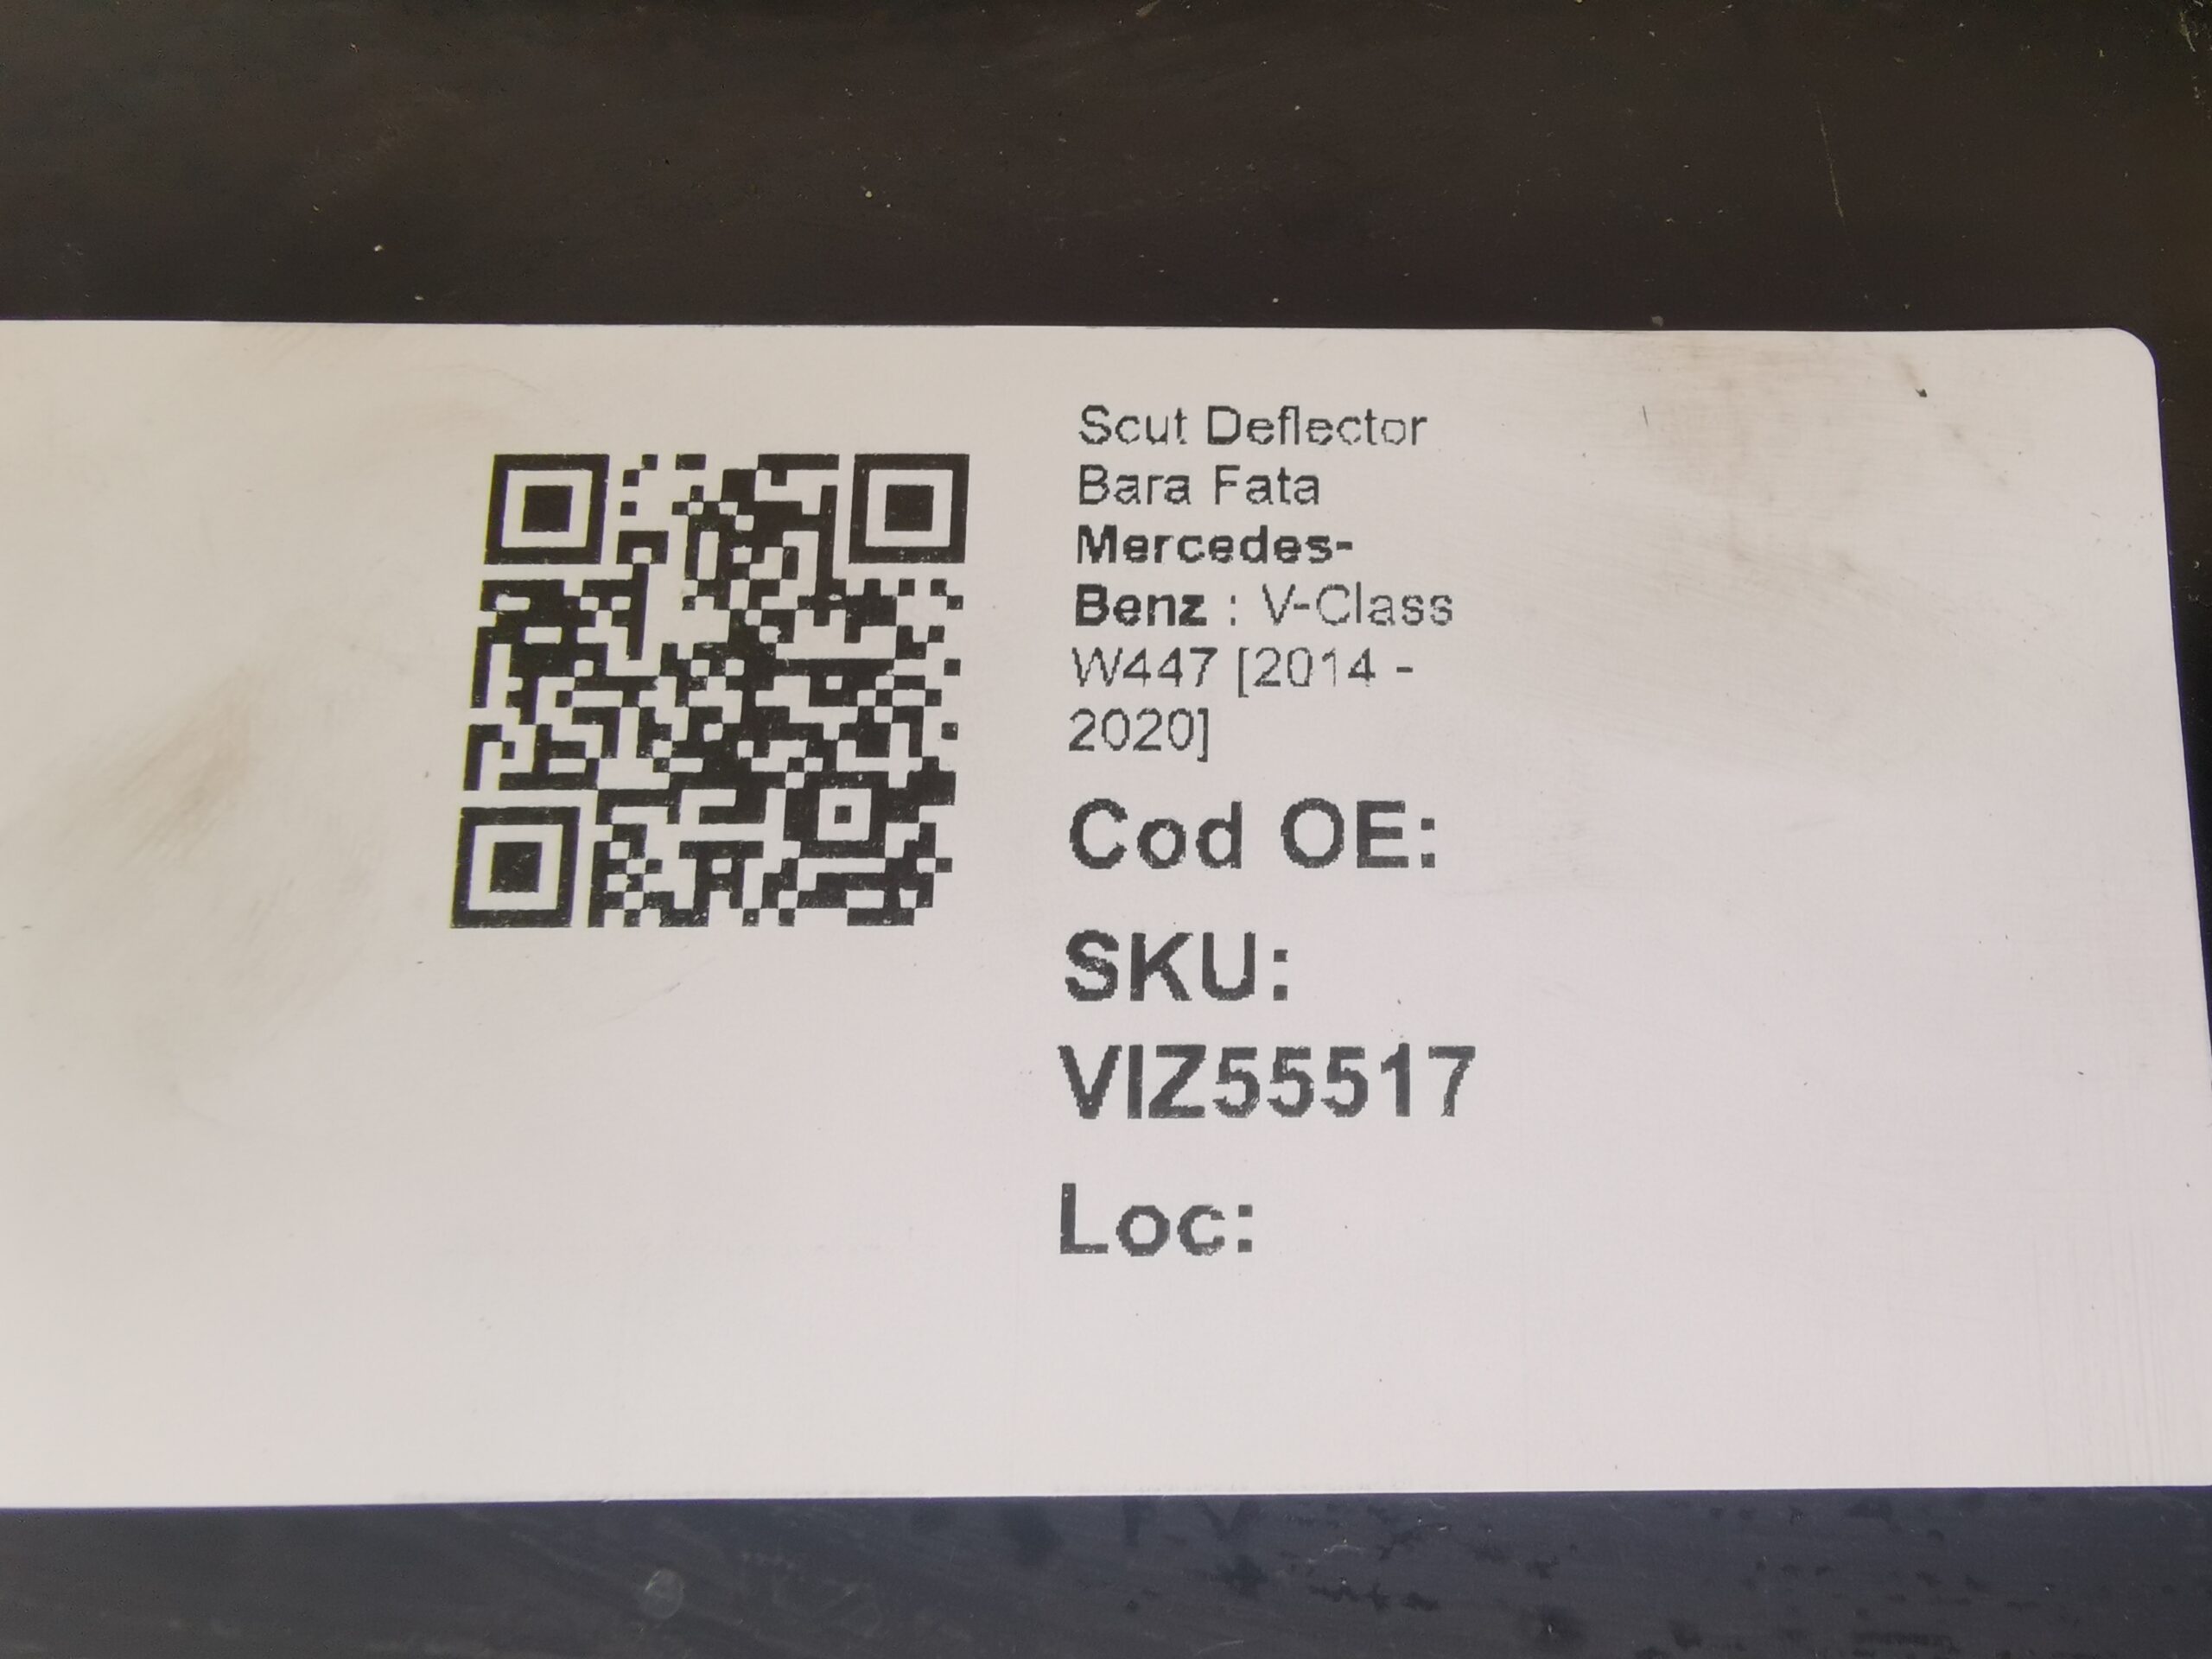 Scut Deflector
Bara Fata
Mercedes-
Benz : V-Class
W447 [2014 -
2020]
Cod OE:
SKU:
VIZ55517
Loc: